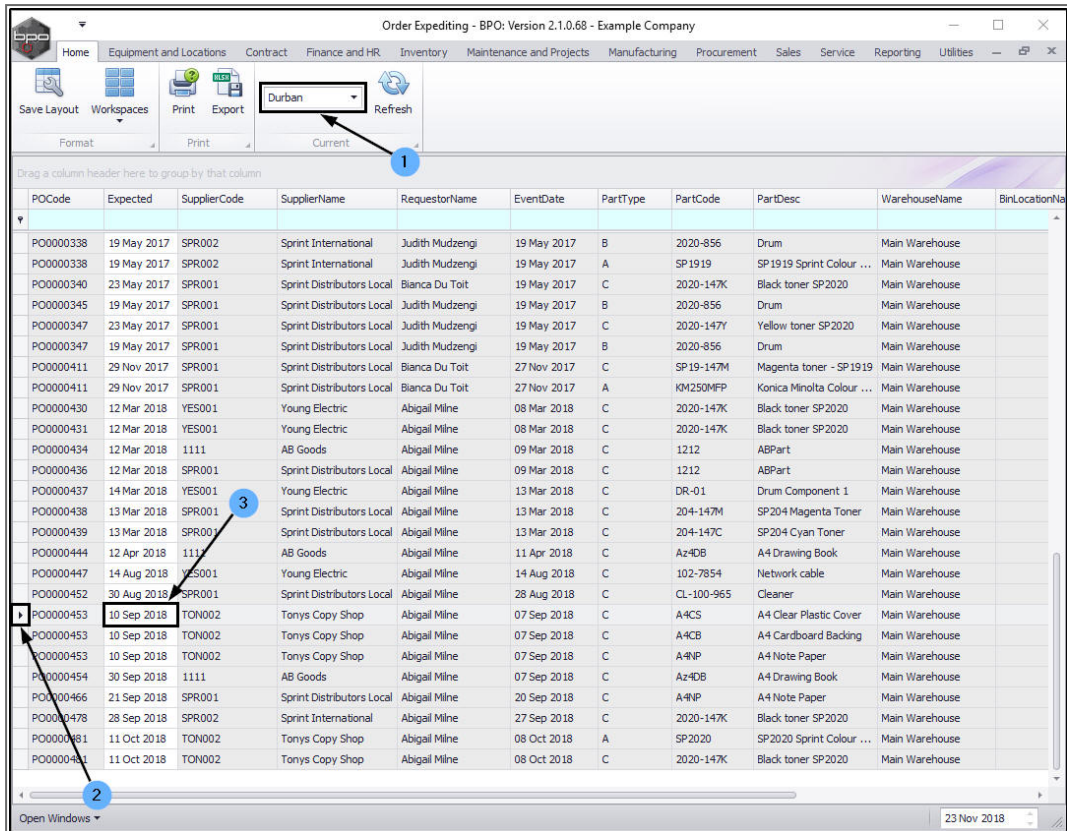 Order Expediting - BPO: Version 2.1.0.68 - Example Company
bpo
Home Equipment and Locations Contract Finance and HR Inventory Maintenance and Projects Manufacturing Procurement Sales Service Reporting Utilities
Save Layout Workspaces Print Export Durban Refresh
Format Print Current
1
Drag a column header here to group by that column
POCode Expected SupplierCode SupplierName RequestorName EventDate PartType PartCode PartDesc WarehouseName BinLocationNa
PO0000338 19 May 2017 SPR002 Sprint International Judith Mudzengi 19 May 2017 B 2020-856 Drum Main Warehouse
PO0000338 19 May 2017 SPR002 Sprint International Judith Mudzengi 19 May 2017 A SP1919 SP1919 Sprint Colour ... Main Warehouse
PO0000340 23 May 2017 SPR001 Sprint Distributors Local Bianca Du Toit 19 May 2017 C 2020-147K Black toner SP2020 Main Warehouse
PO0000345 19 May 2017 SPR001 Sprint Distributors Local Judith Mudzengi 19 May 2017 B 2020-856 Drum Main Warehouse
PO0000347 23 May 2017 SPR001 Sprint Distributors Local Judith Mudzengi 19 May 2017 C 2020-147Y Yellow toner SP2020 Main Warehouse
PO0000347 19 May 2017 SPR001 Sprint Distributors Local Judith Mudzengi 19 May 2017 B 2020-856 Drum Main Warehouse
PO0000411 29 Nov 2017 SPR001 Sprint Distributors Local Bianca Du Toit 27 Nov 2017 C SP19-147M Magenta toner - SP1919 Main Warehouse
PO0000411 29 Nov 2017 SPR001 Sprint Distributors Local Bianca Du Toit 27 Nov 2017 A KM250MFP Konica Minolta Colour ... Main Warehouse
PO0000430 12 Mar 2018 YES001 Young Electric Abigail Milne 08 Mar 2018 C 2020-147K Black toner SP2020 Main Warehouse
PO0000431 12 Mar 2018 YES001 Young Electric Abigail Milne 08 Mar 2018 C 2020-147K Black toner SP2020 Main Warehouse
PO0000434 12 Mar 2018 1111 AB Goods Abigail Milne 09 Mar 2018 C 1212 ABPart Main Warehouse
PO0000436 12 Mar 2018 SPR001 Sprint Distributors Local Abigail Milne 09 Mar 2018 C 1212 ABPart Main Warehouse
PO0000437 14 Mar 2018 YES001 Young Electric Abigail Milne 13 Mar 2018 C DR-01 Drum Component 1 Main Warehouse
3
PO0000438 13 Mar 2018 SPR001 Sprint Distributors Local Abigail Milne 13 Mar 2018 C 204-147M SP204 Magenta Toner Main Warehouse
PO0000439 13 Mar 2018 SPR001 Sprint Distributors Local Abigail Milne 13 Mar 2018 C 204-147C SP204 Cyan Toner Main Warehouse
PO0000444 12 Apr 2018 1111 AB Goods Abigail Milne 11 Apr 2018 C Az4DB A4 Drawing Book Main Warehouse
PO0000447 14 Aug 2018 YES001 Young Electric Abigail Milne 14 Aug 2018 C 102-7854 Network cable Main Warehouse
PO0000452 30 Aug 2018 SPR001 Sprint Distributors Local Abigail Milne 28 Aug 2018 C CL-100-965 Cleaner Main Warehouse
PO0000453 10 Sep 2018 TON002 Tonys Copy Shop Abigail Milne 07 Sep 2018 C A4CS A4 Clear Plastic Cover Main Warehouse
PO0000453 10 Sep 2018 TON002 Tonys Copy Shop Abigail Milne 07 Sep 2018 C A4CB A4 Cardboard Backing Main Warehouse
PO0000453 10 Sep 2018 TON002 Tonys Copy Shop Abigail Milne 07 Sep 2018 C A4NP A4 Note Paper Main Warehouse
PO0000454 30 Sep 2018 1111 AB Goods Abigail Milne 07 Sep 2018 C Az4DB A4 Drawing Book Main Warehouse
PO0000466 21 Sep 2018 SPR001 Sprint Distributors Local Abigail Milne 20 Sep 2018 C A4NP A4 Note Paper Main Warehouse
PO0000478 28 Sep 2018 SPR002 Sprint International Abigail Milne 27 Sep 2018 C 2020-147K Black toner SP2020 Main Warehouse
PO0000481 11 Oct 2018 TON002 Tonys Copy Shop Abigail Milne 08 Oct 2018 A SP2020 SP2020 Sprint Colour ... Main Warehouse
PO0000481 11 Oct 2018 TON002 Tonys Copy Shop Abigail Milne 08 Oct 2018 C 2020-147K Black toner SP2020 Main Warehouse
2
Open Windows 23 Nov 2018